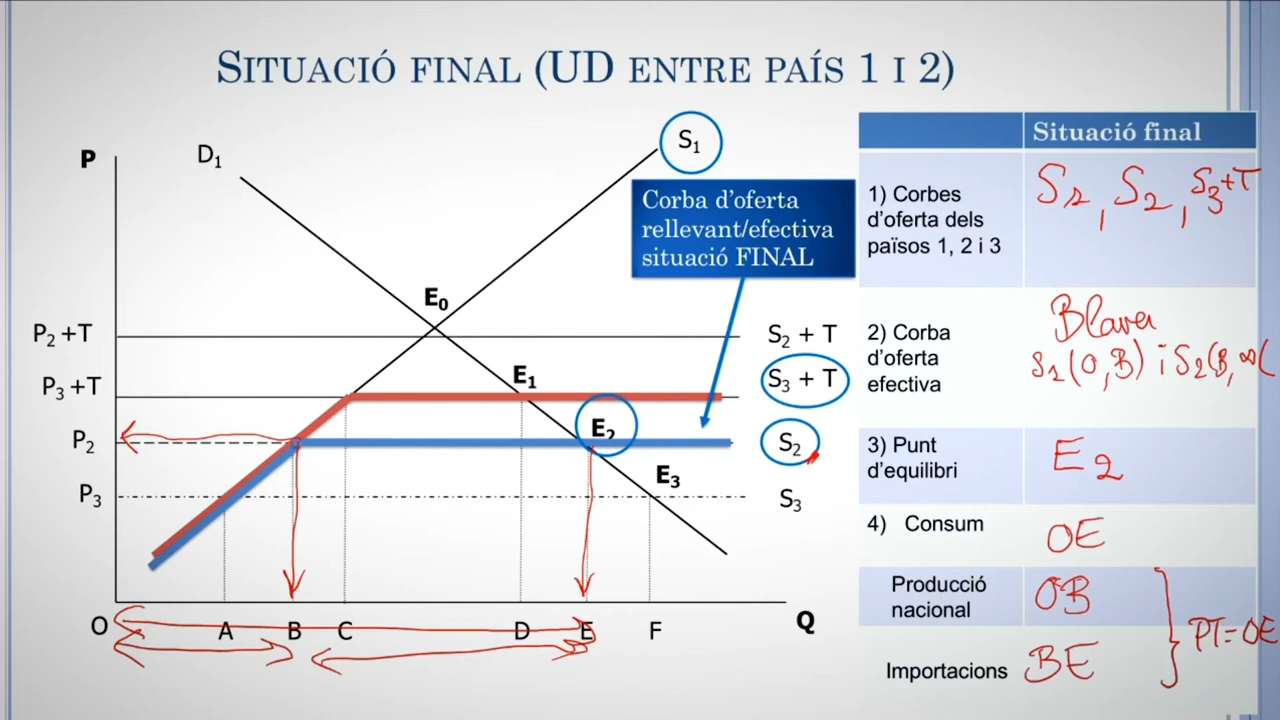 SITUACIÓ FINAL (UD ENTRE PAÍS 1 I 2)
P
D₁
S₁
Corba d'oferta
rellevant/efectiva
situació FINAL
E₀
P₂ +T
S₂ + T
P₃ +T
E₁
S₃ + T
P₂
E₂
S₂
E₃
P₃
S₃
O
A
B
C
D
E
F
Q
Situació final
1) Corbes
d'oferta dels
països 1, 2 i 3
S₁, S₂, S₃+T
2) Corba
d'oferta
efectiva
Blava
S₁(O,B) i S₂(B,∞(
3) Punt
d'equilibri
E₂
4) Consum
OE
Producció
nacional
OB
Importacions
BE
PT=OE